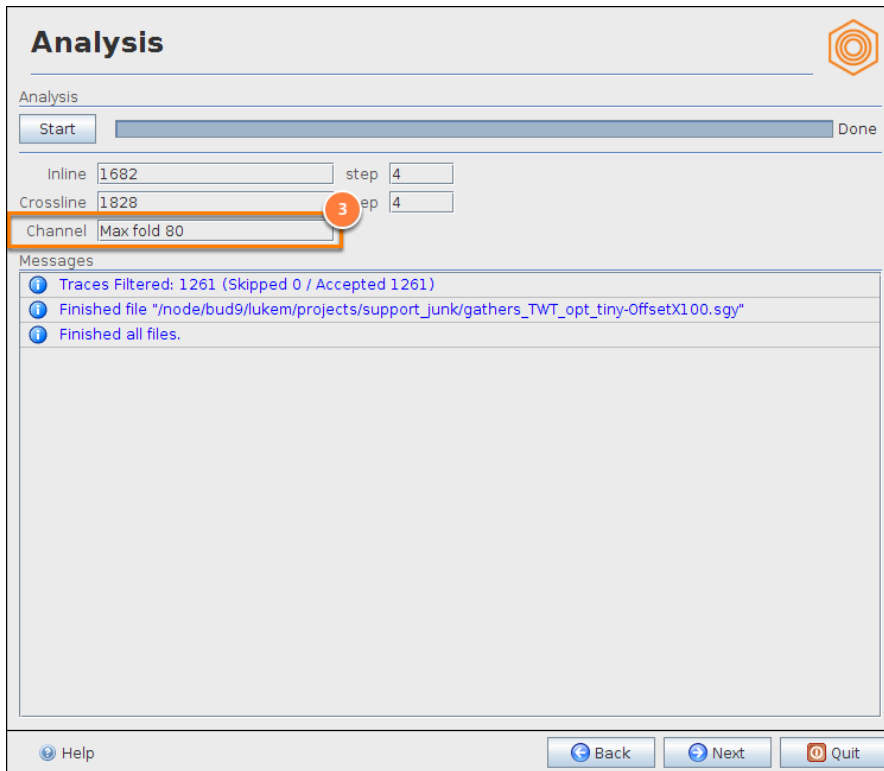 Analysis
Analysis
Start Done
Inline 1682 step 4
Crossline 1828 ep 4
3
Channel Max fold 80
Messages
Traces Filtered: 1261 (Skipped 0 / Accepted 1261)
Finished file "/node/bud9/lukem/projects/support_junk/gathers_TWT_opt_tiny-OffsetX100.sgy"
Finished all files.
Help Back Next Quit